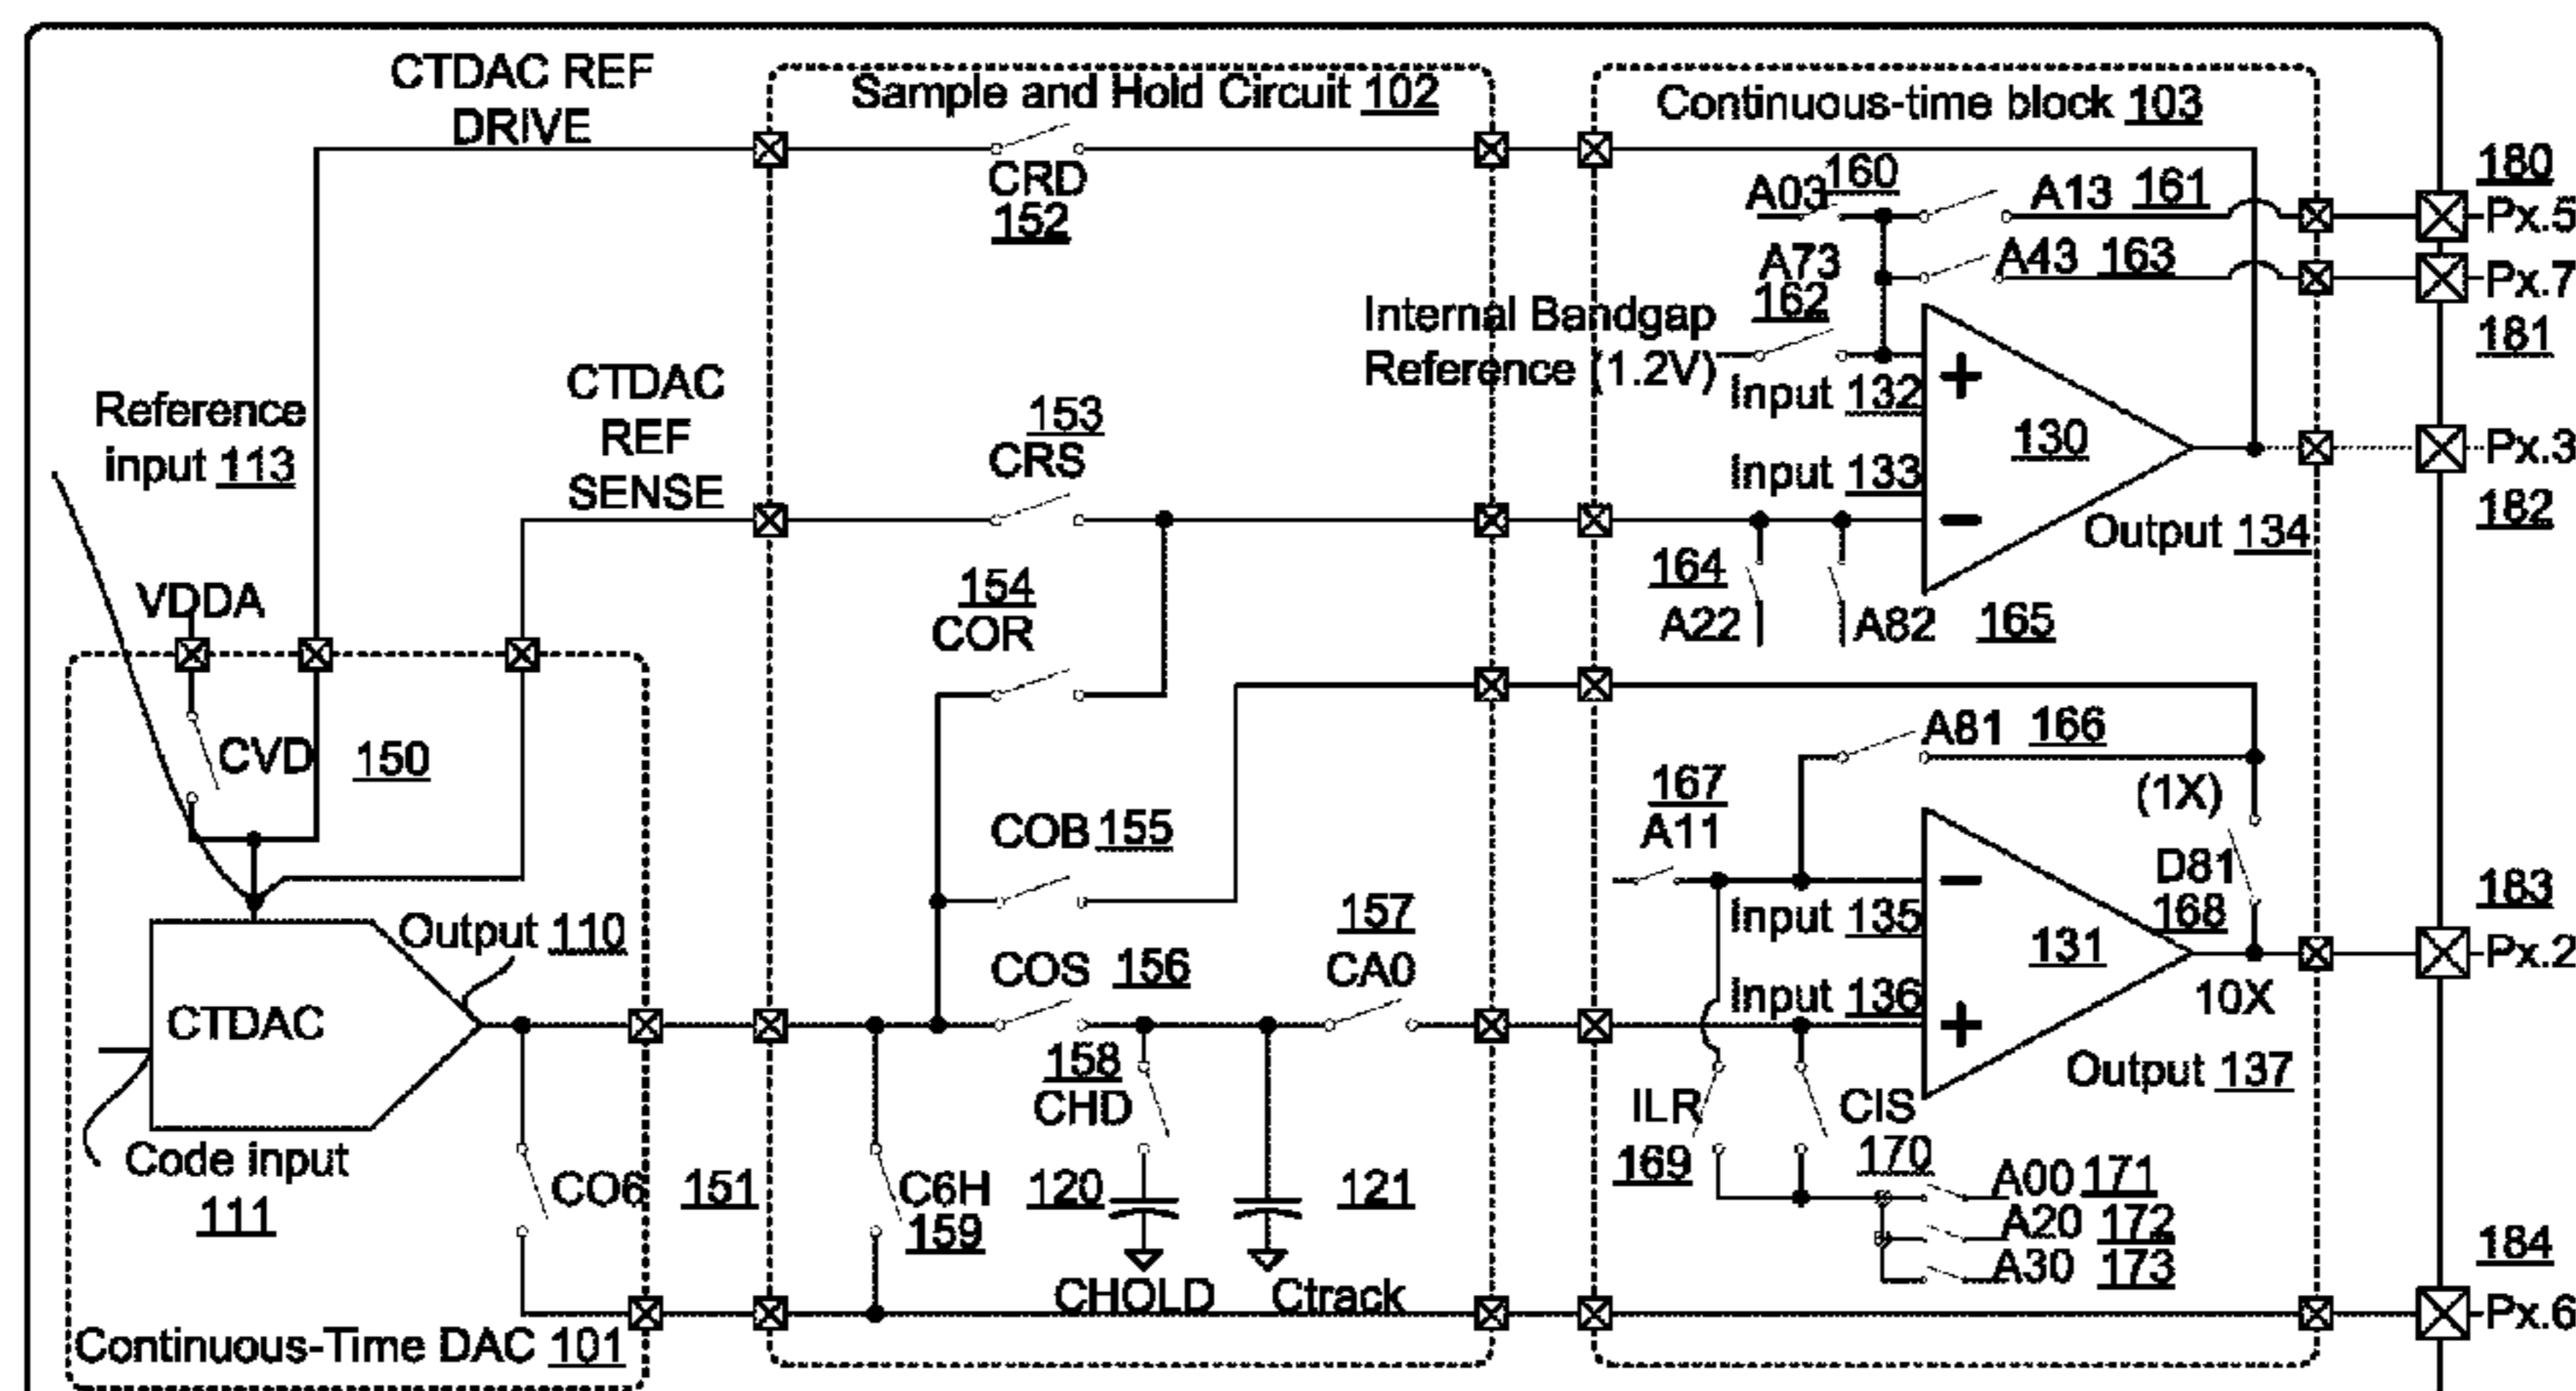 CTDAC REF
DRIVE
Sample and Hold Circuit 102
Continuous-time block 103
CRD
152
A03 160
A13 161
180
Px.5
A73
162
A43 163
Px.7
181
Internal Bandgap
Reference (1.2V)
Input 132
+
130
Input 133
−
Output 134
Px.3
182
Reference
input 113
CTDAC
REF
SENSE
153
CRS
154
COR
164
A22
A82 165
VDDA
CVD 150
A81 166
(1X)
167
A11
COB 155
−
Input 135
131
Input 136
+
D81
168
10X
Output 137
183
Px.2
Output 110
CTDAC
Code input
111
COS 156
157
CA0
158
CHD
CO6 151
C6H
159
120
121
CHOLD
Ctrack
ILR
169
CIS
170
A00 171
A20 172
A30 173
184
Px.6
Continuous-Time DAC 101